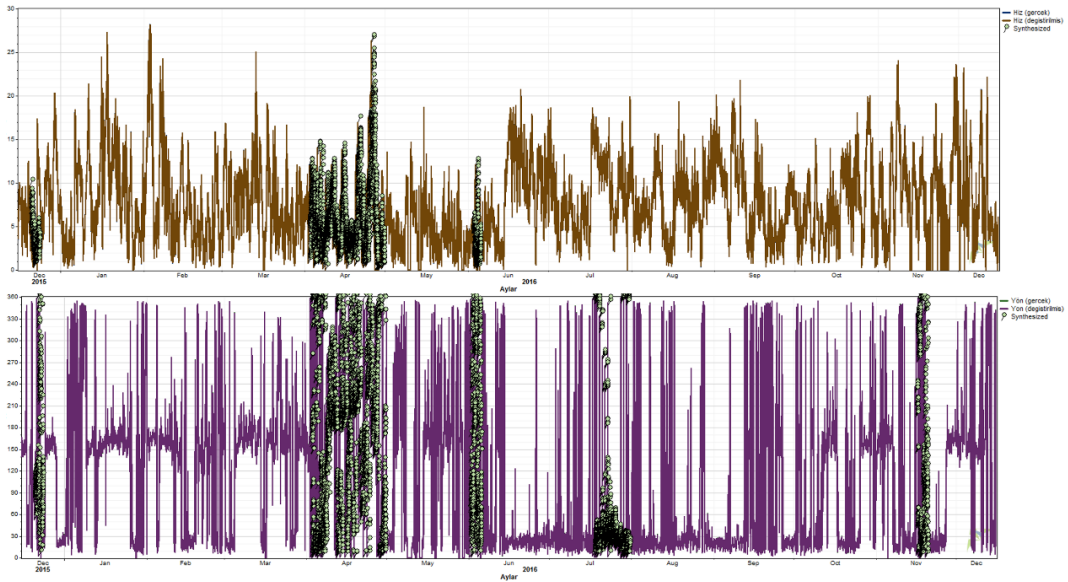 30
25
20
15
10
5
0
Hiz (gercek)
Hiz (degistirilmis)
Synthesized
Dec Jan Feb Mar Apr May Jun Jul Aug Sep Oct Nov Dec
2015 2016
Aylar
360
330
300
270
240
210
180
150
120
90
60
30
0
Yön (gercek)
Yon (degistirilmis)
Synthesized
Dec Jan Feb Mar Apr May Jun Jul Aug Sep Oct Nov Dec
2015 2016
Aylar